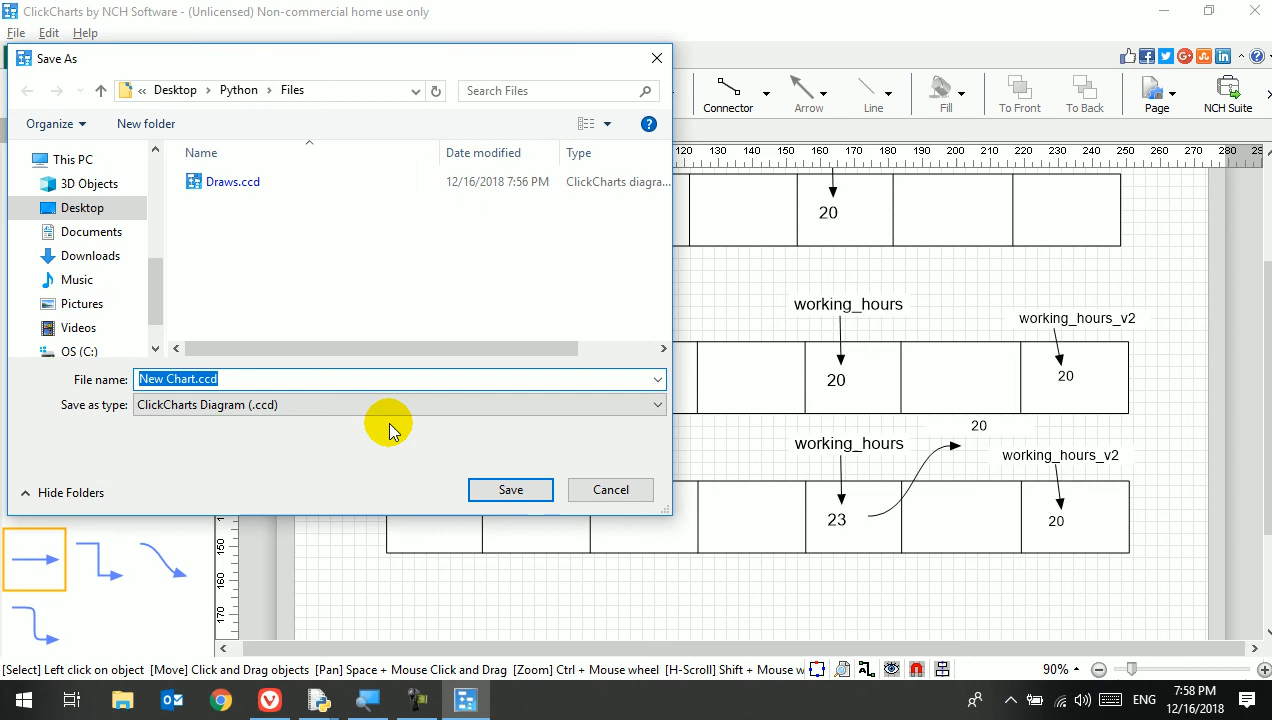 ClickCharts by NCH Software - (Unlicensed) Non-commercial home use only
File Edit Help
Save As
« Desktop > Python > Files
Search Files
Organize
New folder
Connector
Arrow
Line
Fill
To Front
To Back
Page
NCH Suite
This PC
3D Objects
Desktop
Documents
Downloads
Music
Pictures
Videos
OS (C:)
Name
Date modified
Type
Draws.ccd
12/16/2018 7:56 PM
ClickCharts diagra...
File name:
New Chart.ccd
Save as type:
ClickCharts Diagram (.ccd)
Hide Folders
Save
Cancel
120 130 140 150 160 170 180 190 200 210 220 230 240 250 260 270 280
20
working_hours
working_hours_v2
20
20
20
working_hours
working_hours_v2
23
20
150
160
170
[Select] Left click on object [Move] Click and Drag objects [Pan] Space + Mouse Click and Drag [Zoom] Ctrl + Mouse wheel [H-Scroll] Shift + Mouse w
90%
ENG
7:58 PM
12/16/2018